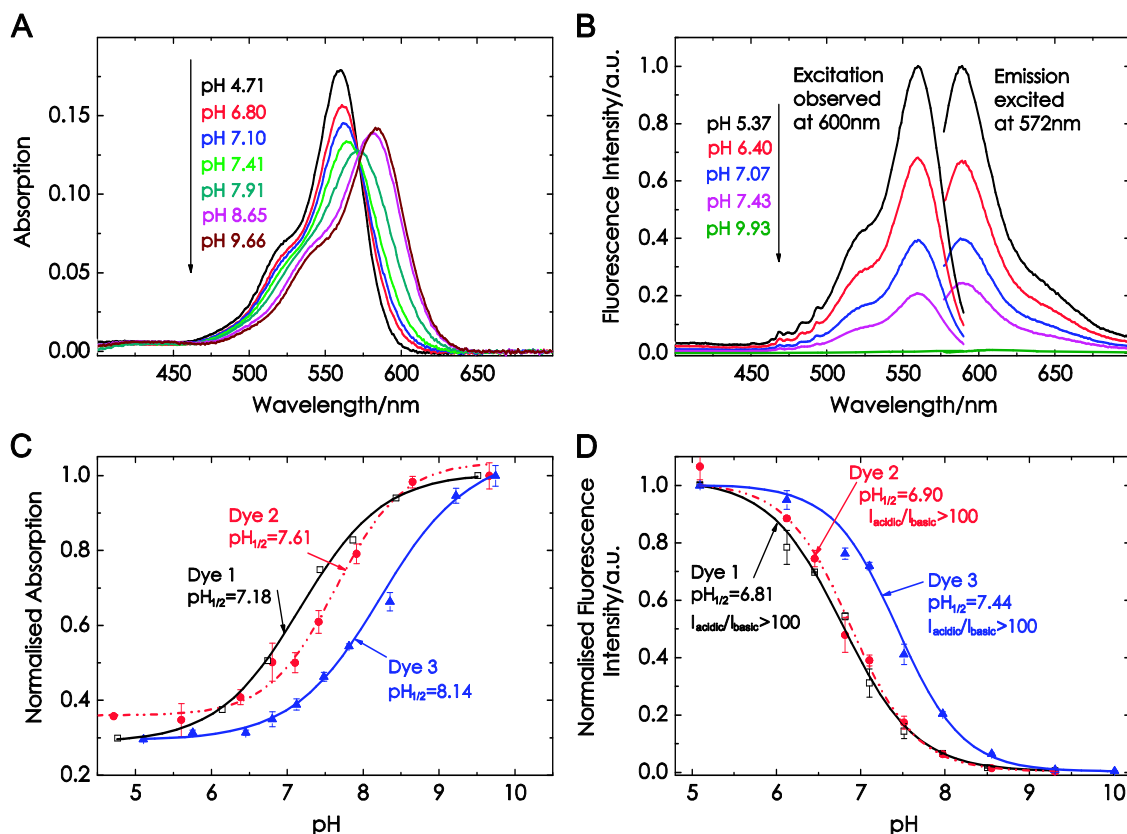 A
pH 4.71
pH 6.80
pH 7.10
pH 7.41
pH 7.91
pH 8.65
pH 9.66
0.15
0.10
0.05
0.00
Absorption
450 500 550 600 650
Wavelength/nm
B
Excitation
observed
at 600nm
Emission
excited
at 572nm
pH 5.37
pH 6.40
pH 7.07
pH 7.43
pH 9.93
1.0
0.8
0.6
0.4
0.2
0.0
Fluorescence Intensity/a.u.
450 500 550 600 650
Wavelength/nm
C
1.0
0.8
0.6
0.4
0.2
Normalised Absorption
Dye 2
pH1/2=7.61
Dye 1
pH1/2=7.18
Dye 3
pH1/2=8.14
5 6 7 8 9 10
pH
D
1.0
0.8
0.6
0.4
0.2
0.0
Normalised Fluorescence
Intensity/a.u.
Dye 2
pH1/2=6.90
Iacidic/Ibasic>100
Dye 1
pH1/2=6.81
Iacidic/Ibasic>100
Dye 3
pH1/2=7.44
Iacidic/Ibasic>100
5 6 7 8 9 10
pH